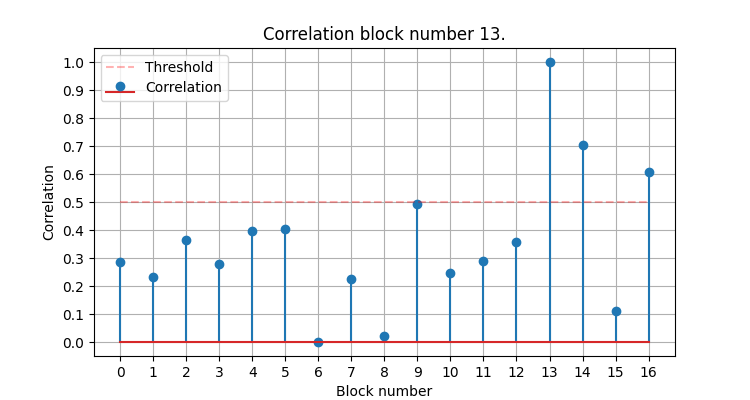 Correlation block number 13.
Threshold
Correlation
1.0
0.9
0.8
0.7
0.6
0.5
0.4
0.3
0.2
0.1
0.0
Correlation
0 1 2 3 4 5 6 7 8 9 10 11 12 13 14 15 16
Block number